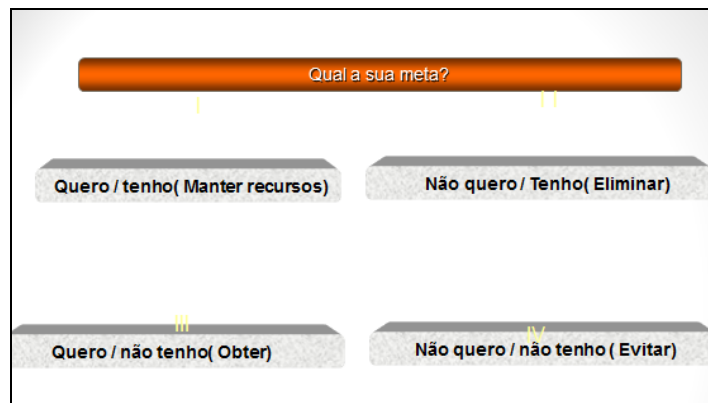 Qual a sua meta?
I
I I
Quero / tenho( Manter recursos)
Não quero / Tenho( Eliminar)
III
IV
Quero / não tenho( Obter)
Não quero / não tenho ( Evitar)